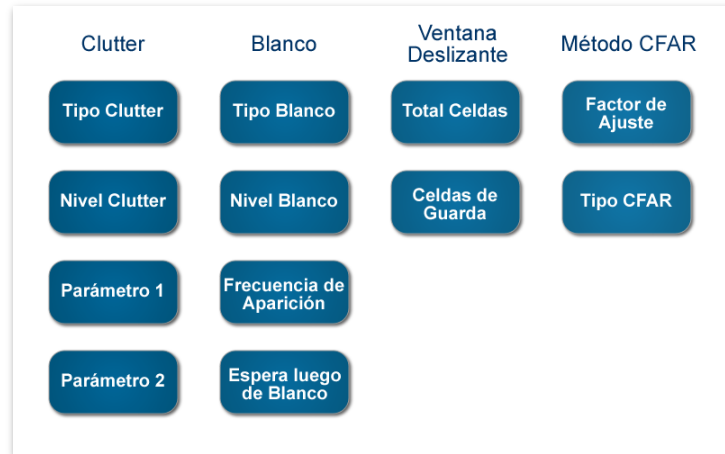 Clutter
Blanco
Ventana
Deslizante
Método CFAR
Tipo Clutter
Tipo Blanco
Total Celdas
Factor de
Ajuste
Nivel Clutter
Nivel Blanco
Celdas de
Guarda
Tipo CFAR
Parámetro 1
Frecuencia de
Aparición
Parámetro 2
Espera luego
de Blanco